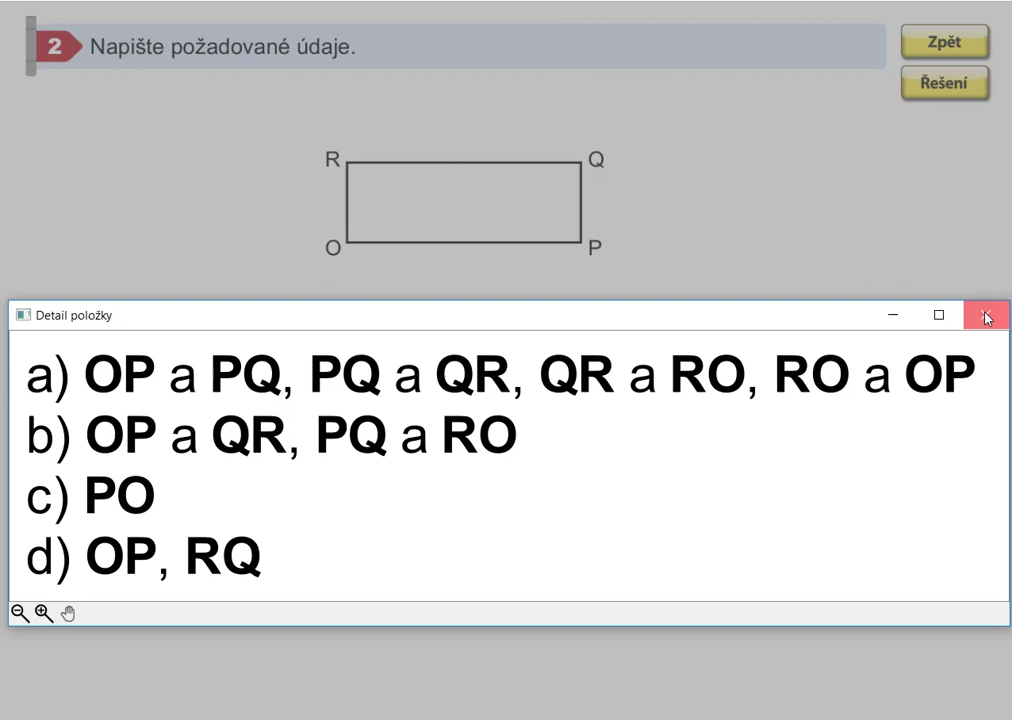 2 Napište požadované údaje.
Zpět
Řešení
R Q
O P
Detail položky
a) OP a PQ, PQ a QR, QR a RO, RO a OP
b) OP a QR, PQ a RO
c) PO
d) OP, RQ